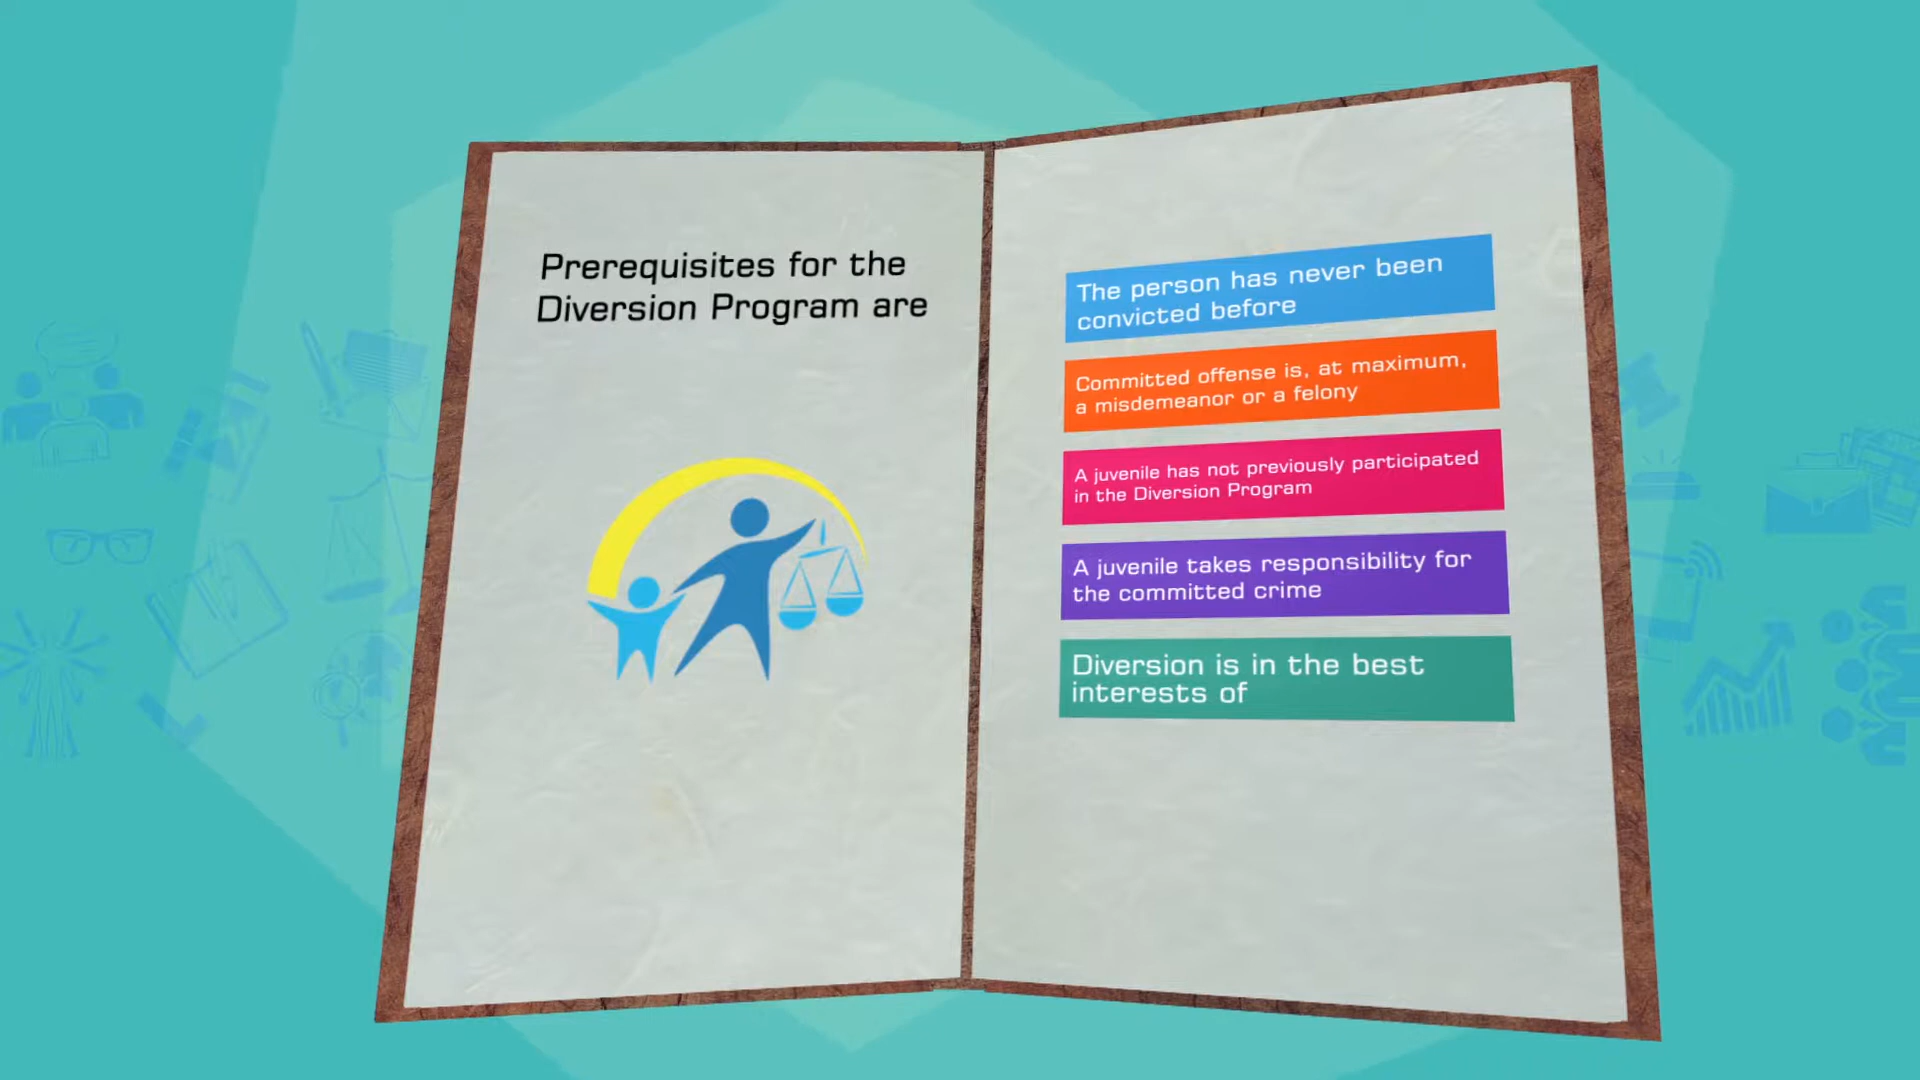 Prerequisites for the
Diversion Program are
The person has never been
convicted before
Committed offense is, at maximum,
a misdemeanor or a felony
A juvenile has not previously participated
in the Diversion Program
A juvenile takes responsibility for
the committed crime
Diversion is in the best
interests of